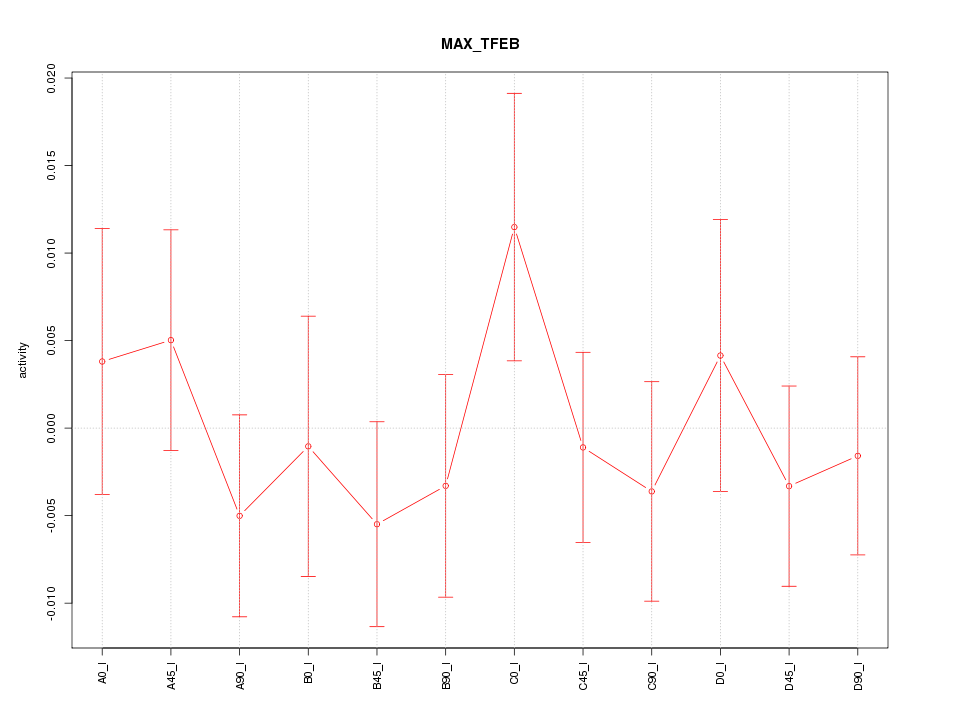 MAX_TFEB
activity
0.020
0.015
0.010
0.005
0.000
-0.005
-0.010
A0_I
A45_I
A90_I
B0_I
B45_I
B90_I
C0_I
C45_I
C90_I
D0_I
D45_I
D90_I